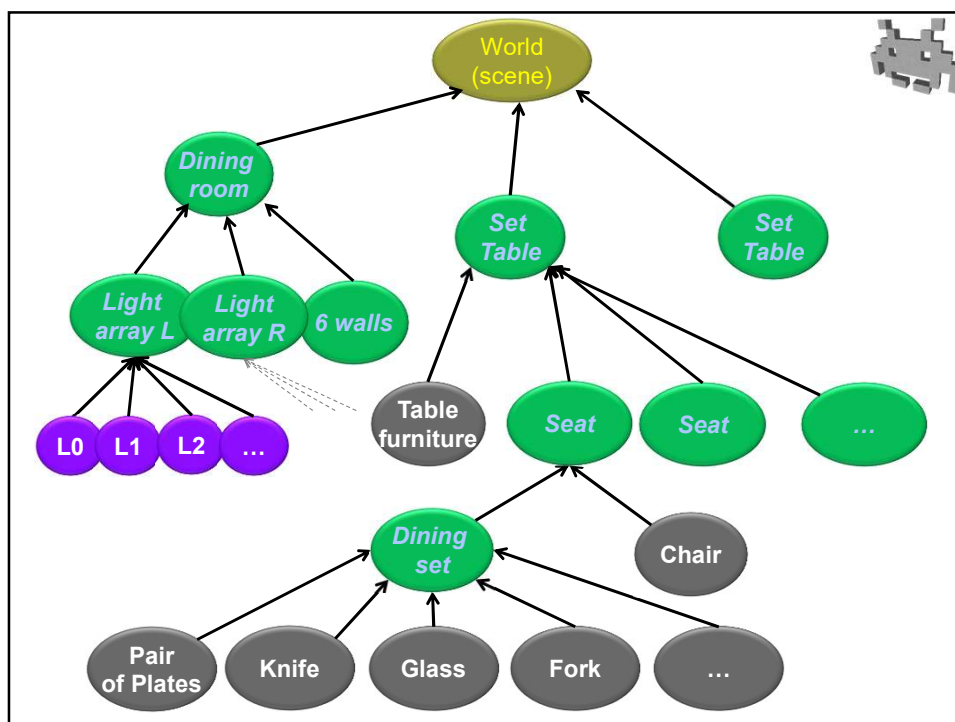 World
(scene)
Dining
room
Set
Table
Set
Table
Light
array L
Light
array R
6 walls
Table
furniture
Seat
Seat
…
L0
L1
L2
…
Dining
set
Chair
Pair
of Plates
Knife
Glass
Fork
…